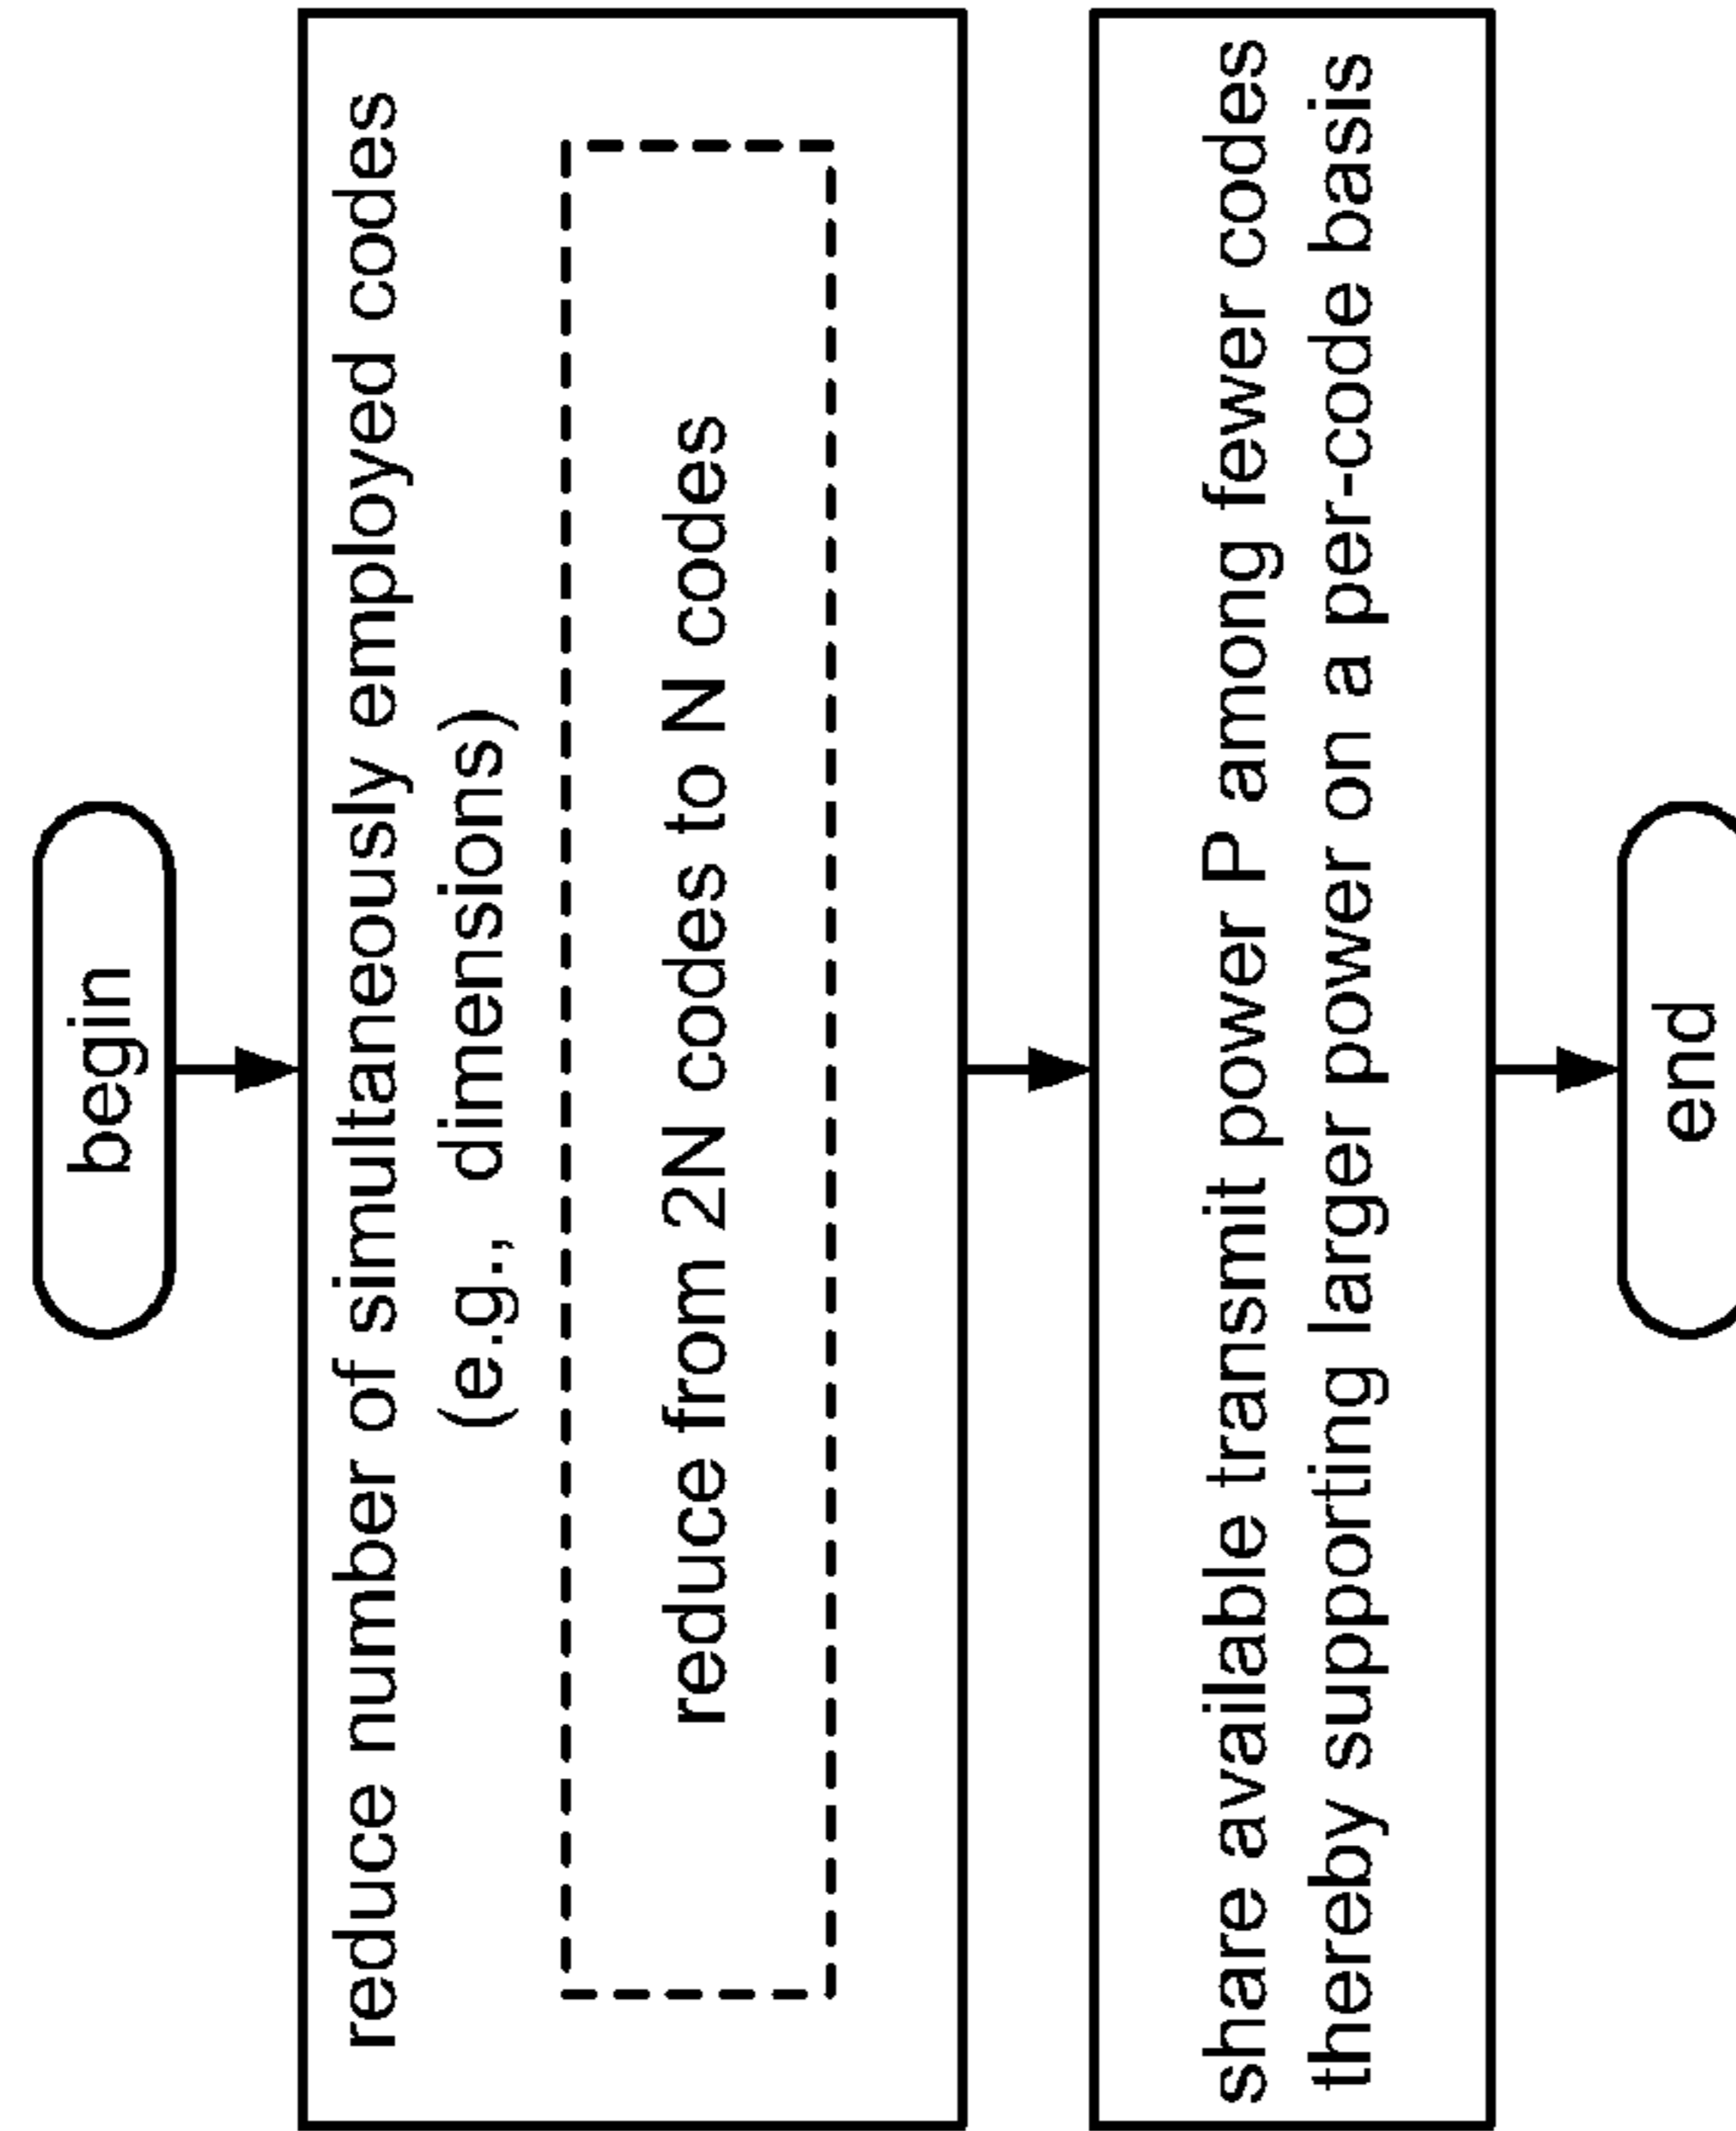 begin
reduce number of simultaneously employed codes
(e.g., dimensions)
reduce from 2N codes to N codes
share available transmit power P among fewer codes
thereby supporting larger power on a per-code basis
end